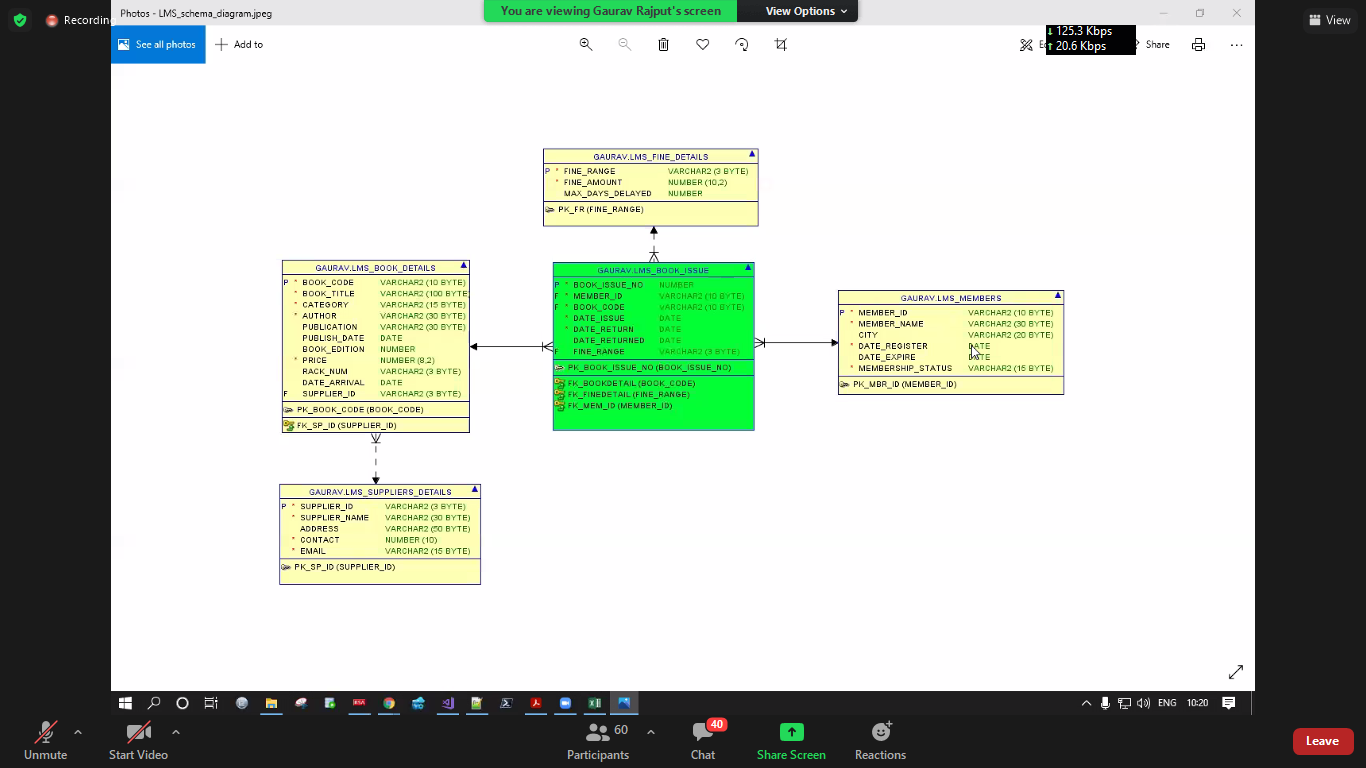 Photos - LMS_schema_diagram.jpeg
You are viewing Gaurav Rajput's screen
View Options
Recording
View
See all photos
Add to
125.3 Kbps
20.6 Kbps
Share
GAURAV.LMS_FINE_DETAILS
P * FINE_RANGE VARCHAR2 (3 BYTE)
* FINE_AMOUNT NUMBER (10,2)
MAX_DAYS_DELAYED NUMBER
PK_FR (FINE_RANGE)
GAURAV.LMS_BOOK_DETAILS
P * BOOK_CODE VARCHAR2 (10 BYTE)
* BOOK_TITLE VARCHAR2 (100 BYTE)
* CATEGORY VARCHAR2 (15 BYTE)
* AUTHOR VARCHAR2 (30 BYTE)
PUBLICATION VARCHAR2 (30 BYTE)
PUBLISH_DATE DATE
BOOK_EDITION NUMBER
* PRICE NUMBER (8,2)
RACK_NUM VARCHAR2 (3 BYTE)
DATE_ARRIVAL DATE
F SUPPLIER_ID VARCHAR2 (3 BYTE)
PK_BOOK_CODE (BOOK_CODE)
FK_SP_ID (SUPPLIER_ID)
GAURAV.LMS_BOOK_ISSUE
P * BOOK_ISSUE_NO NUMBER
F * MEMBER_ID VARCHAR2 (10 BYTE)
F * BOOK_CODE VARCHAR2 (10 BYTE)
* DATE_ISSUE DATE
* DATE_RETURN DATE
DATE_RETURNED DATE
F FINE_RANGE VARCHAR2 (3 BYTE)
PK_BOOK_ISSUE_NO (BOOK_ISSUE_NO)
FK_BOOKDETAIL (BOOK_CODE)
FK_FINEDETAIL (FINE_RANGE)
FK_MEM_ID (MEMBER_ID)
GAURAV.LMS_MEMBERS
P * MEMBER_ID VARCHAR2 (10 BYTE)
* MEMBER_NAME VARCHAR2 (30 BYTE)
CITY VARCHAR2 (20 BYTE)
* DATE_REGISTER DATE
DATE_EXPIRE DATE
* MEMBERSHIP_STATUS VARCHAR2 (15 BYTE)
PK_MBR_ID (MEMBER_ID)
GAURAV.LMS_SUPPLIERS_DETAILS
P * SUPPLIER_ID VARCHAR2 (3 BYTE)
* SUPPLIER_NAME VARCHAR2 (30 BYTE)
ADDRESS VARCHAR2 (50 BYTE)
* CONTACT NUMBER (10)
* EMAIL VARCHAR2 (15 BYTE)
PK_SP_ID (SUPPLIER_ID)
ENG 10:20
Unmute
Start Video
60
Participants
40
Chat
Share Screen
Reactions
Leave